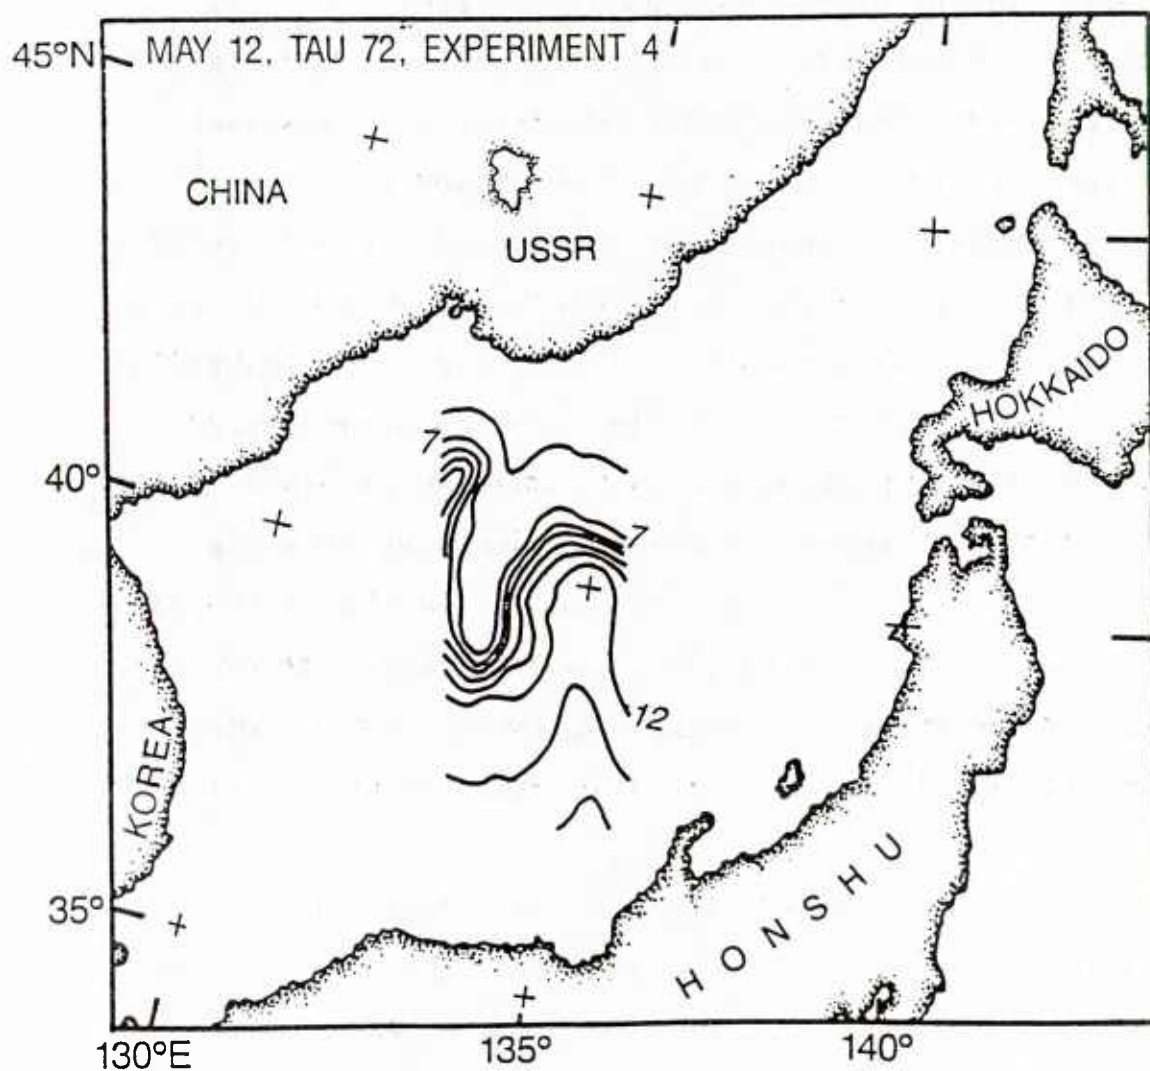 45°N MAY 12, TAU 72, EXPERIMENT 4
CHINA
USSR
HOKKAIDO
7
40°
7
12
KOREA
HONSHU
35°
130°E 135° 140°